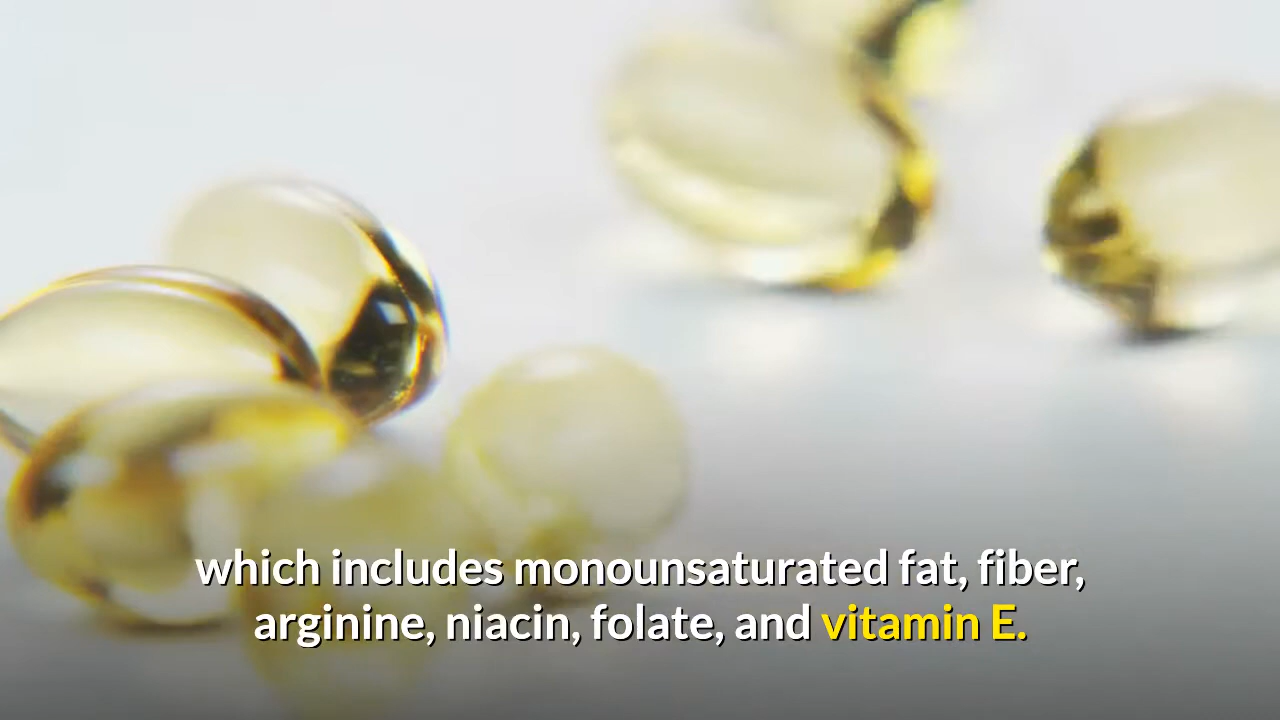 which includes monounsaturated fat, fiber,
arginine, niacin, folate, and vitamin E.